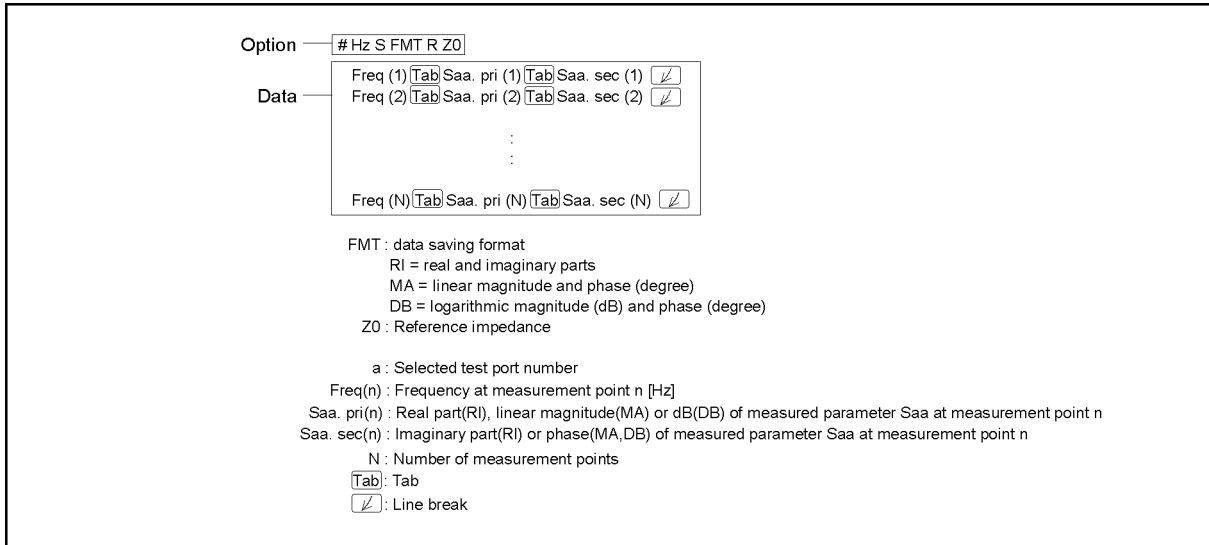 Option # Hz S FMT R Z0
Data
Freq (1) Tab Saa. pri (1) Tab Saa. sec (1)
Freq (2) Tab Saa. pri (2) Tab Saa. sec (2)
:
:
Freq (N) Tab Saa. pri (N) Tab Saa. sec (N)
FMT : data saving format
RI = real and imaginary parts
MA = linear magnitude and phase (degree)
DB = logarithmic magnitude (dB) and phase (degree)
Z0 : Reference impedance
a : Selected test port number
Freq(n) : Frequency at measurement point n [Hz]
Saa. pri(n) : Real part(RI), linear magnitude(MA) or dB(DB) of measured parameter Saa at measurement point n
Saa. sec(n) : Imaginary part(RI) or phase(MA,DB) of measured parameter Saa at measurement point n
N : Number of measurement points
Tab : Tab
: Line break